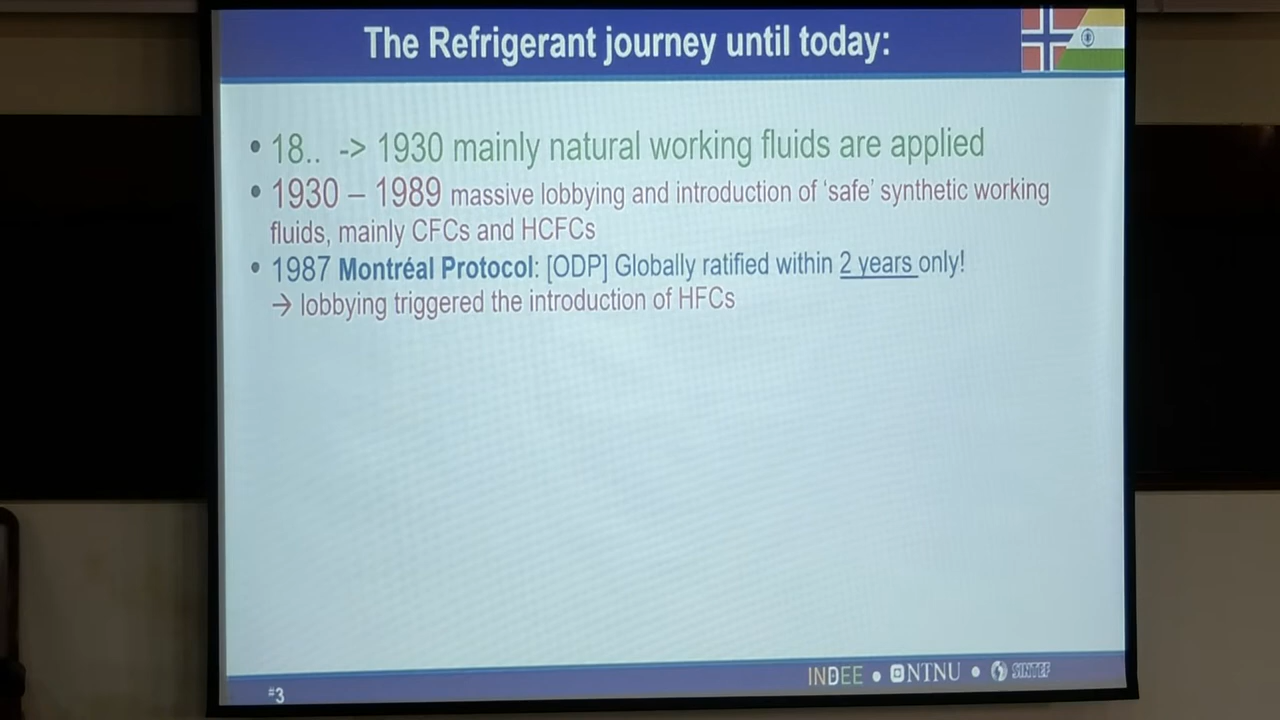 The Refrigerant journey until today:
• 18.. -> 1930 mainly natural working fluids are applied
• 1930 – 1989 massive lobbying and introduction of ‘safe’ synthetic working
fluids, mainly CFCs and HCFCs
• 1987 Montréal Protocol: [ODP] Globally ratified within 2 years only!
→ lobbying triggered the introduction of HFCs
INDEE • NTNU • SINTEF
#3